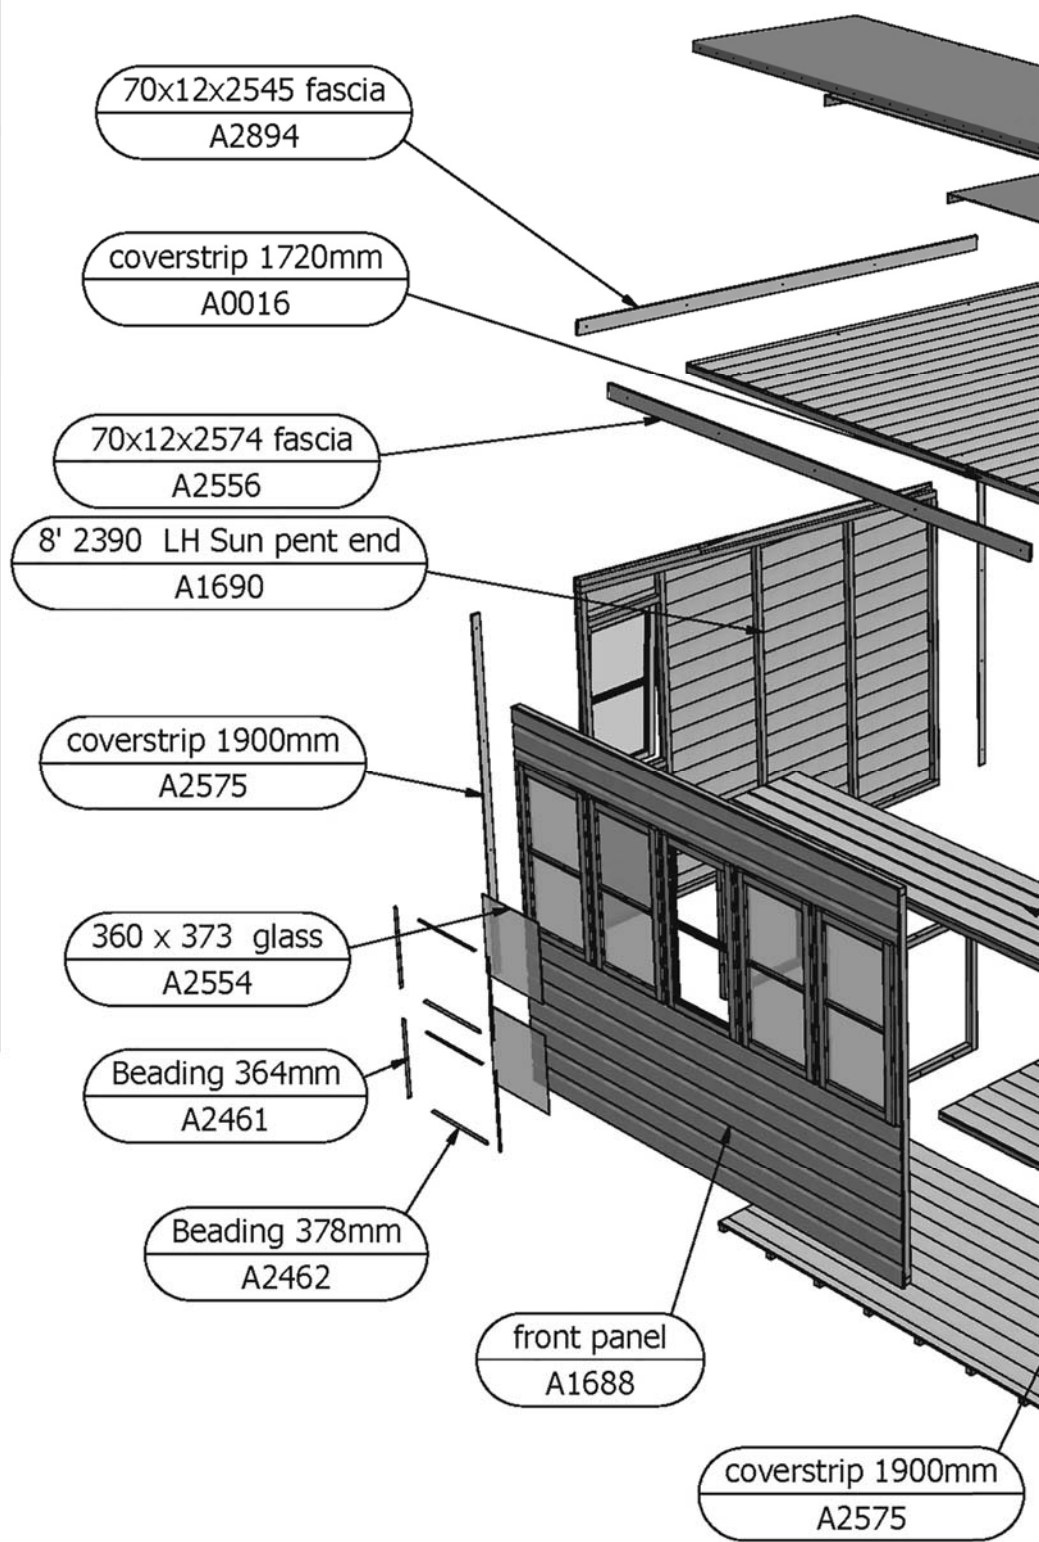 70x12x2545 fascia
A2894
coverstrip 1720mm
A0016
70x12x2574 fascia
A2556
8' 2390 LH Sun pent end
A1690
coverstrip 1900mm
A2575
360 x 373 glass
A2554
Beading 364mm
A2461
Beading 378mm
A2462
front panel
A1688
coverstrip 1900mm
A2575